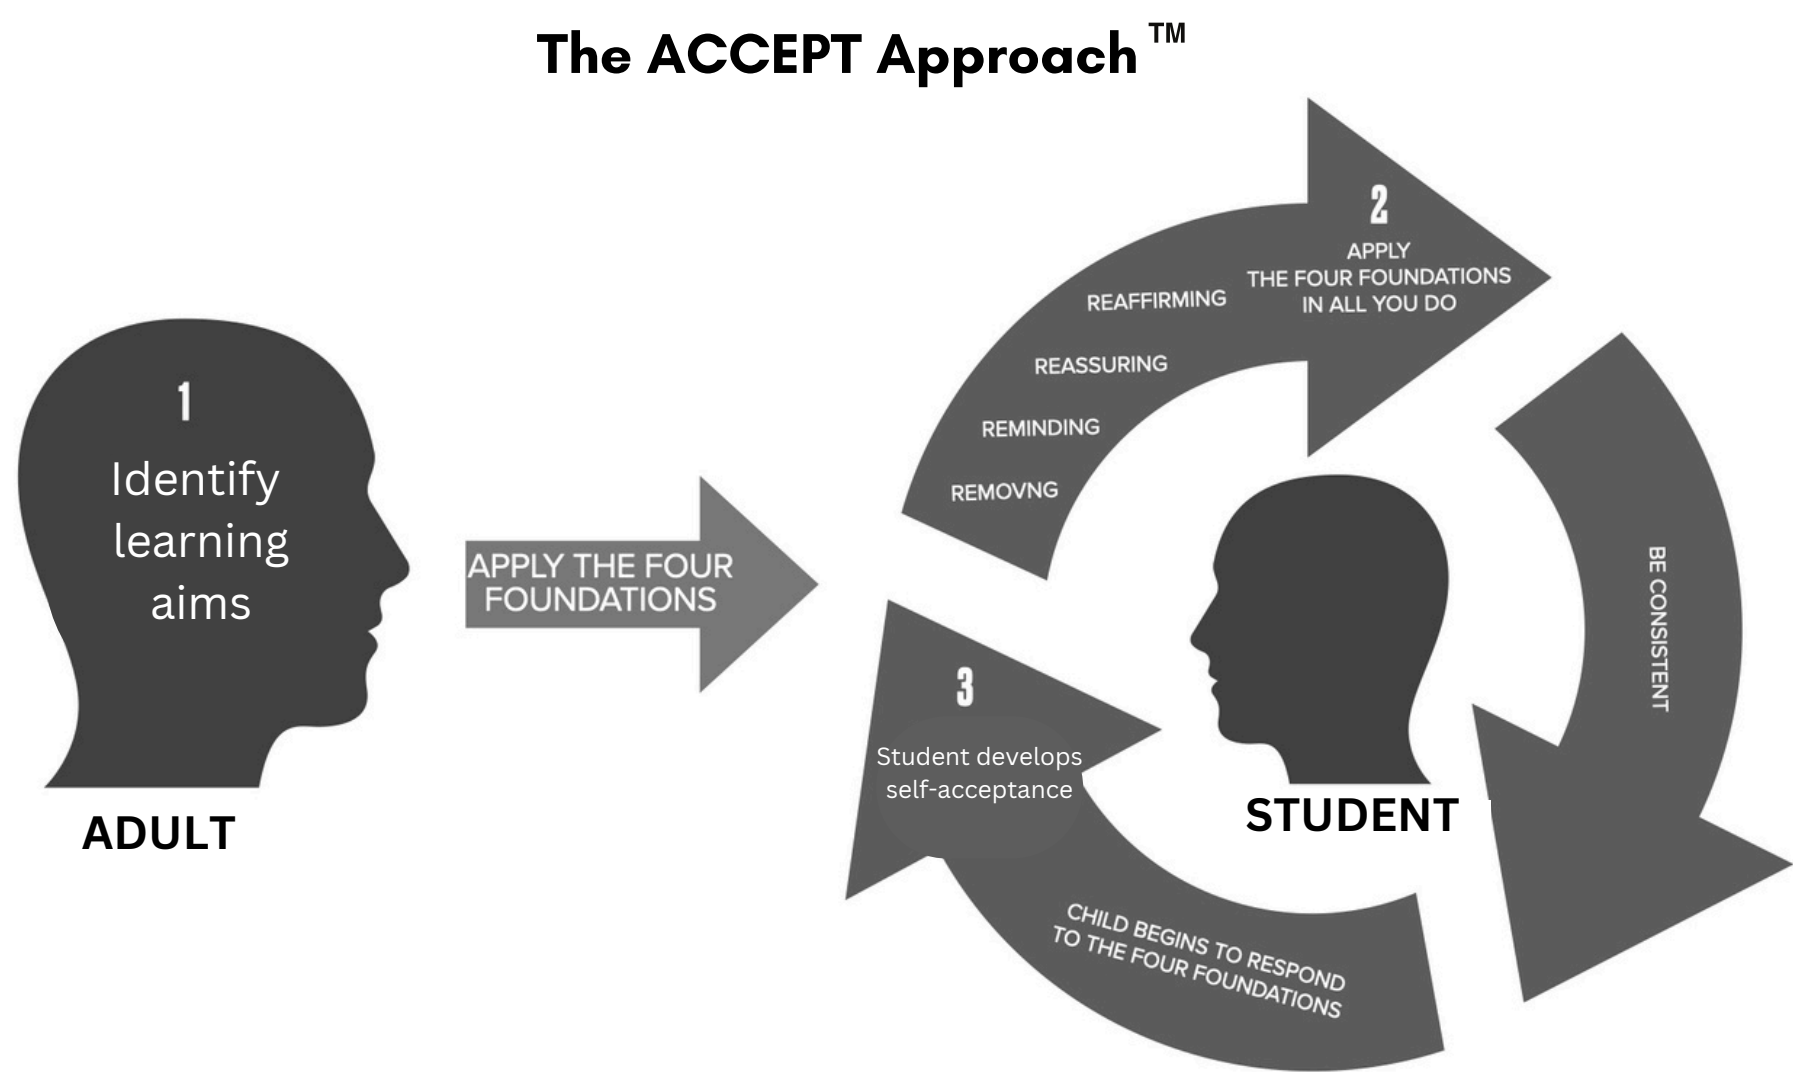 The ACCEPT Approach™
1
Identify
learning
aims
ADULT
APPLY THE FOUR
FOUNDATIONS
2
APPLY
THE FOUR FOUNDATIONS
IN ALL YOU DO
REAFFIRMING
REASSURING
REMINDING
REMOVNG
BE CONSISTENT
STUDENT
CHILD BEGINS TO RESPOND
TO THE FOUR FOUNDATIONS
3
Student develops
self-acceptance